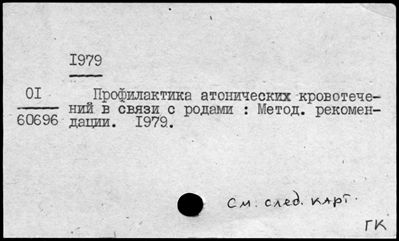 1979
01 Профилактика атонических кровотече-
60696 ний в связи с родами : Метод. рекомен-
дации. 1979.
См. след. карт.
ГК